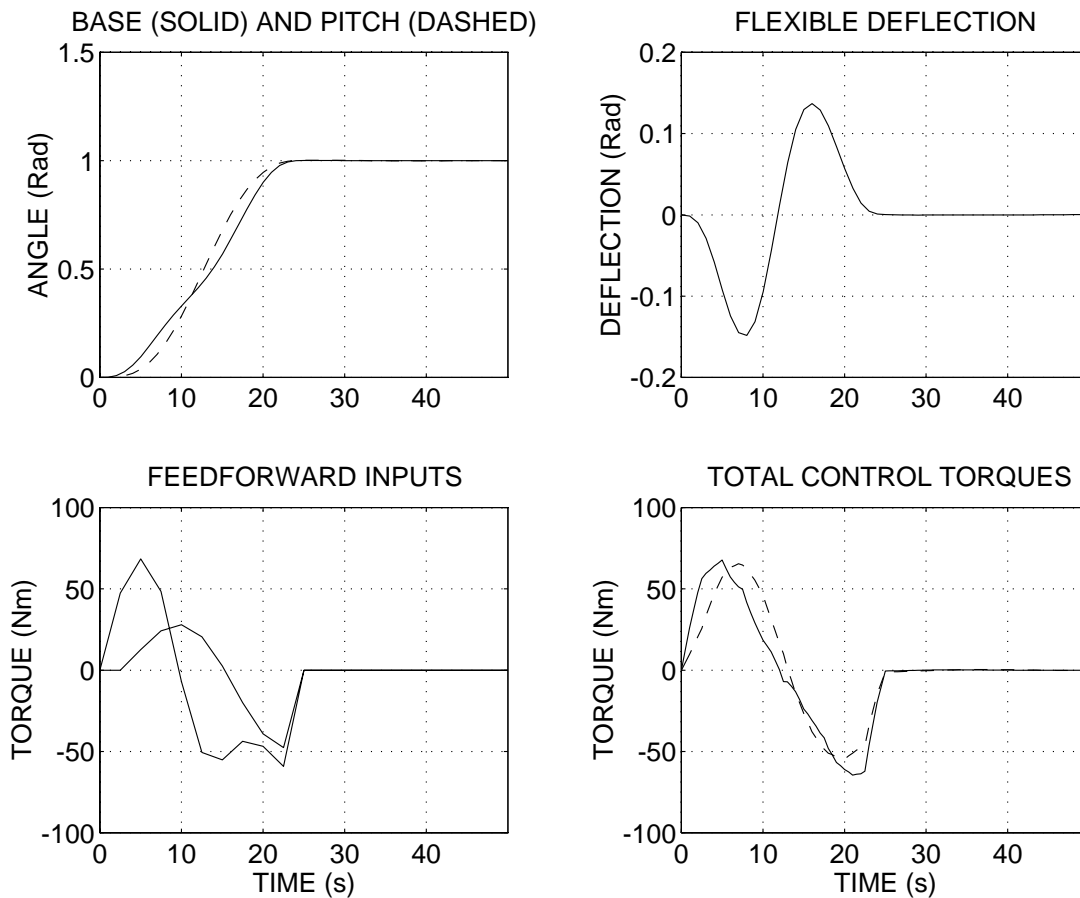 BASE (SOLID) AND PITCH (DASHED)
1.5
1
0.5
0
ANGLE (Rad)
0 10 20 30 40
FLEXIBLE DEFLECTION
0.2
0.1
0
-0.1
-0.2
DEFLECTION (Rad)
0 10 20 30 40
FEEDFORWARD INPUTS
100
50
0
-50
-100
TORQUE (Nm)
0 10 20 30 40
TIME (s)
TOTAL CONTROL TORQUES
100
50
0
-50
-100
TORQUE (Nm)
0 10 20 30 40
TIME (s)